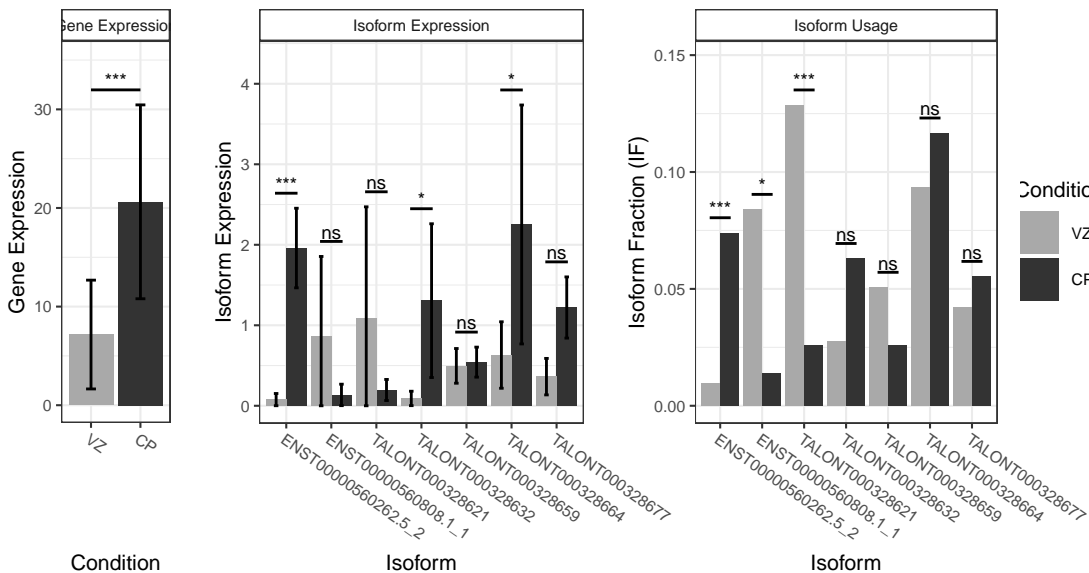 Gene Expression
Isoform Expression
Isoform Usage
Gene Expression
0
10
20
30
***
VZ
CP
Condition
Isoform Expression
0
1
2
3
4
***
ns
ns
*
ns
*
ns
ENST00000560262.5_2
ENST00000560808.1_1
TALONT000328621
TALONT000328632
TALONT000328659
TALONT000328664
TALONT000328677
Isoform
Isoform Fraction (IF)
0.00
0.05
0.10
0.15
***
*
***
ns
ns
ns
ns
ENST00000560262.5_2
ENST00000560808.1_1
TALONT000328621
TALONT000328632
TALONT000328659
TALONT000328664
TALONT000328677
Isoform
Condition
VZ
CP